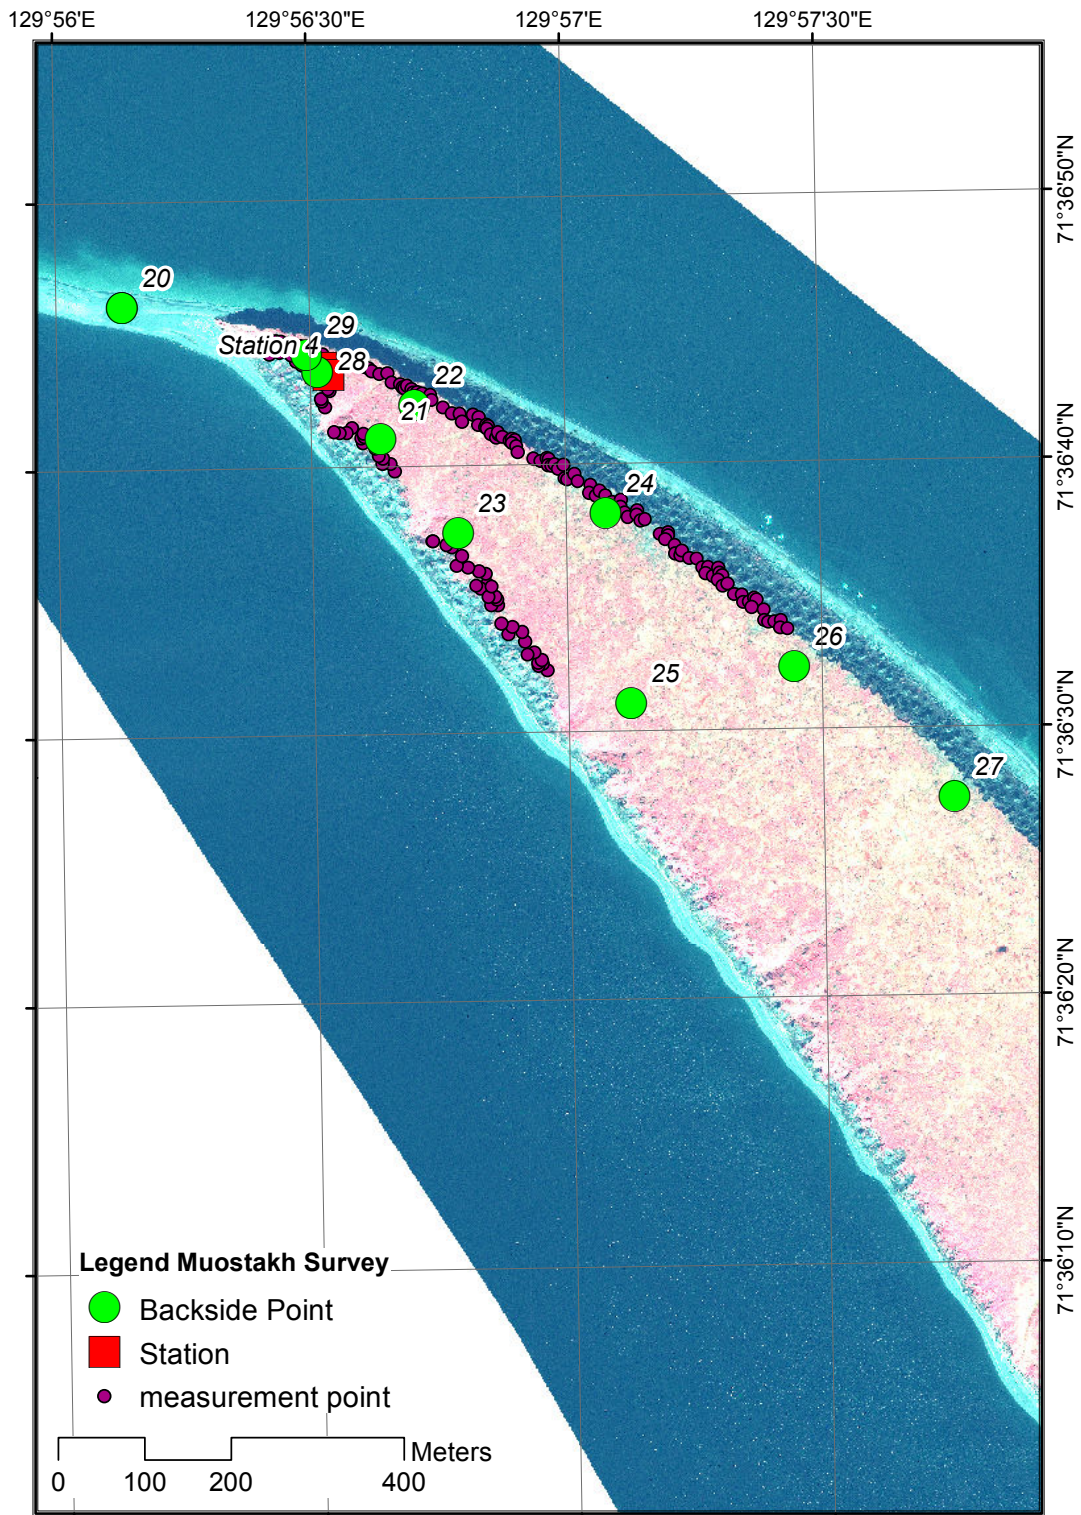 129°56'E 129°56'30"E 129°57'E 129°57'30"E
71°36'50"N
20
29
Station 4
28
22
21
71°36'40"N
24
23
26
25
71°36'30"N
27
71°36'20"N
71°36'10"N
Legend Muostakh Survey
Backside Point
Station
measurement point
Meters
0 100 200 400